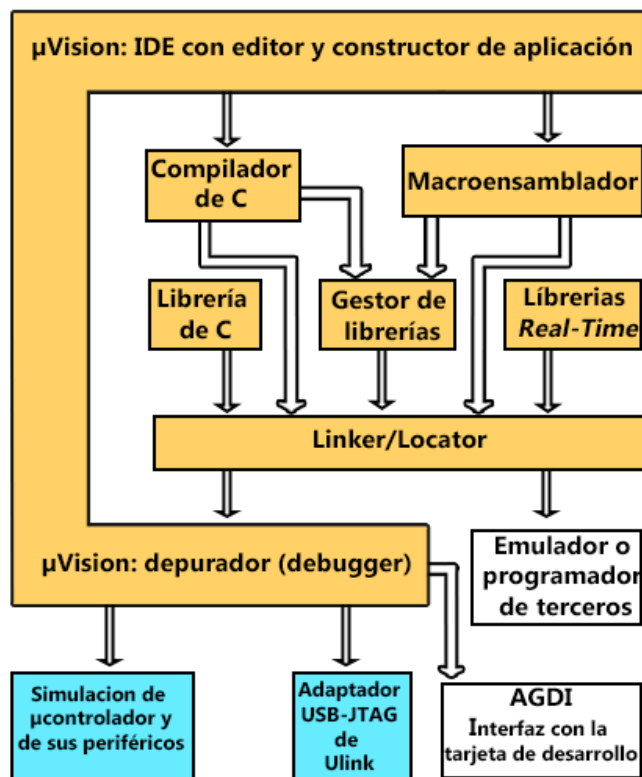 µVision: IDE con editor y constructor de aplicación
Compilador
de C
Macroensamblador
Librería
de C
Gestor de
librerías
Líbrerias
Real-Time
Linker/Locator
µVision: depurador (debugger)
Emulador o
programador
de terceros
Simulacion de
µcontrolador y
de sus periféricos
Adaptador
USB-JTAG
de
Ulink
AGDI
Interfaz con la
tarjeta de desarrollo